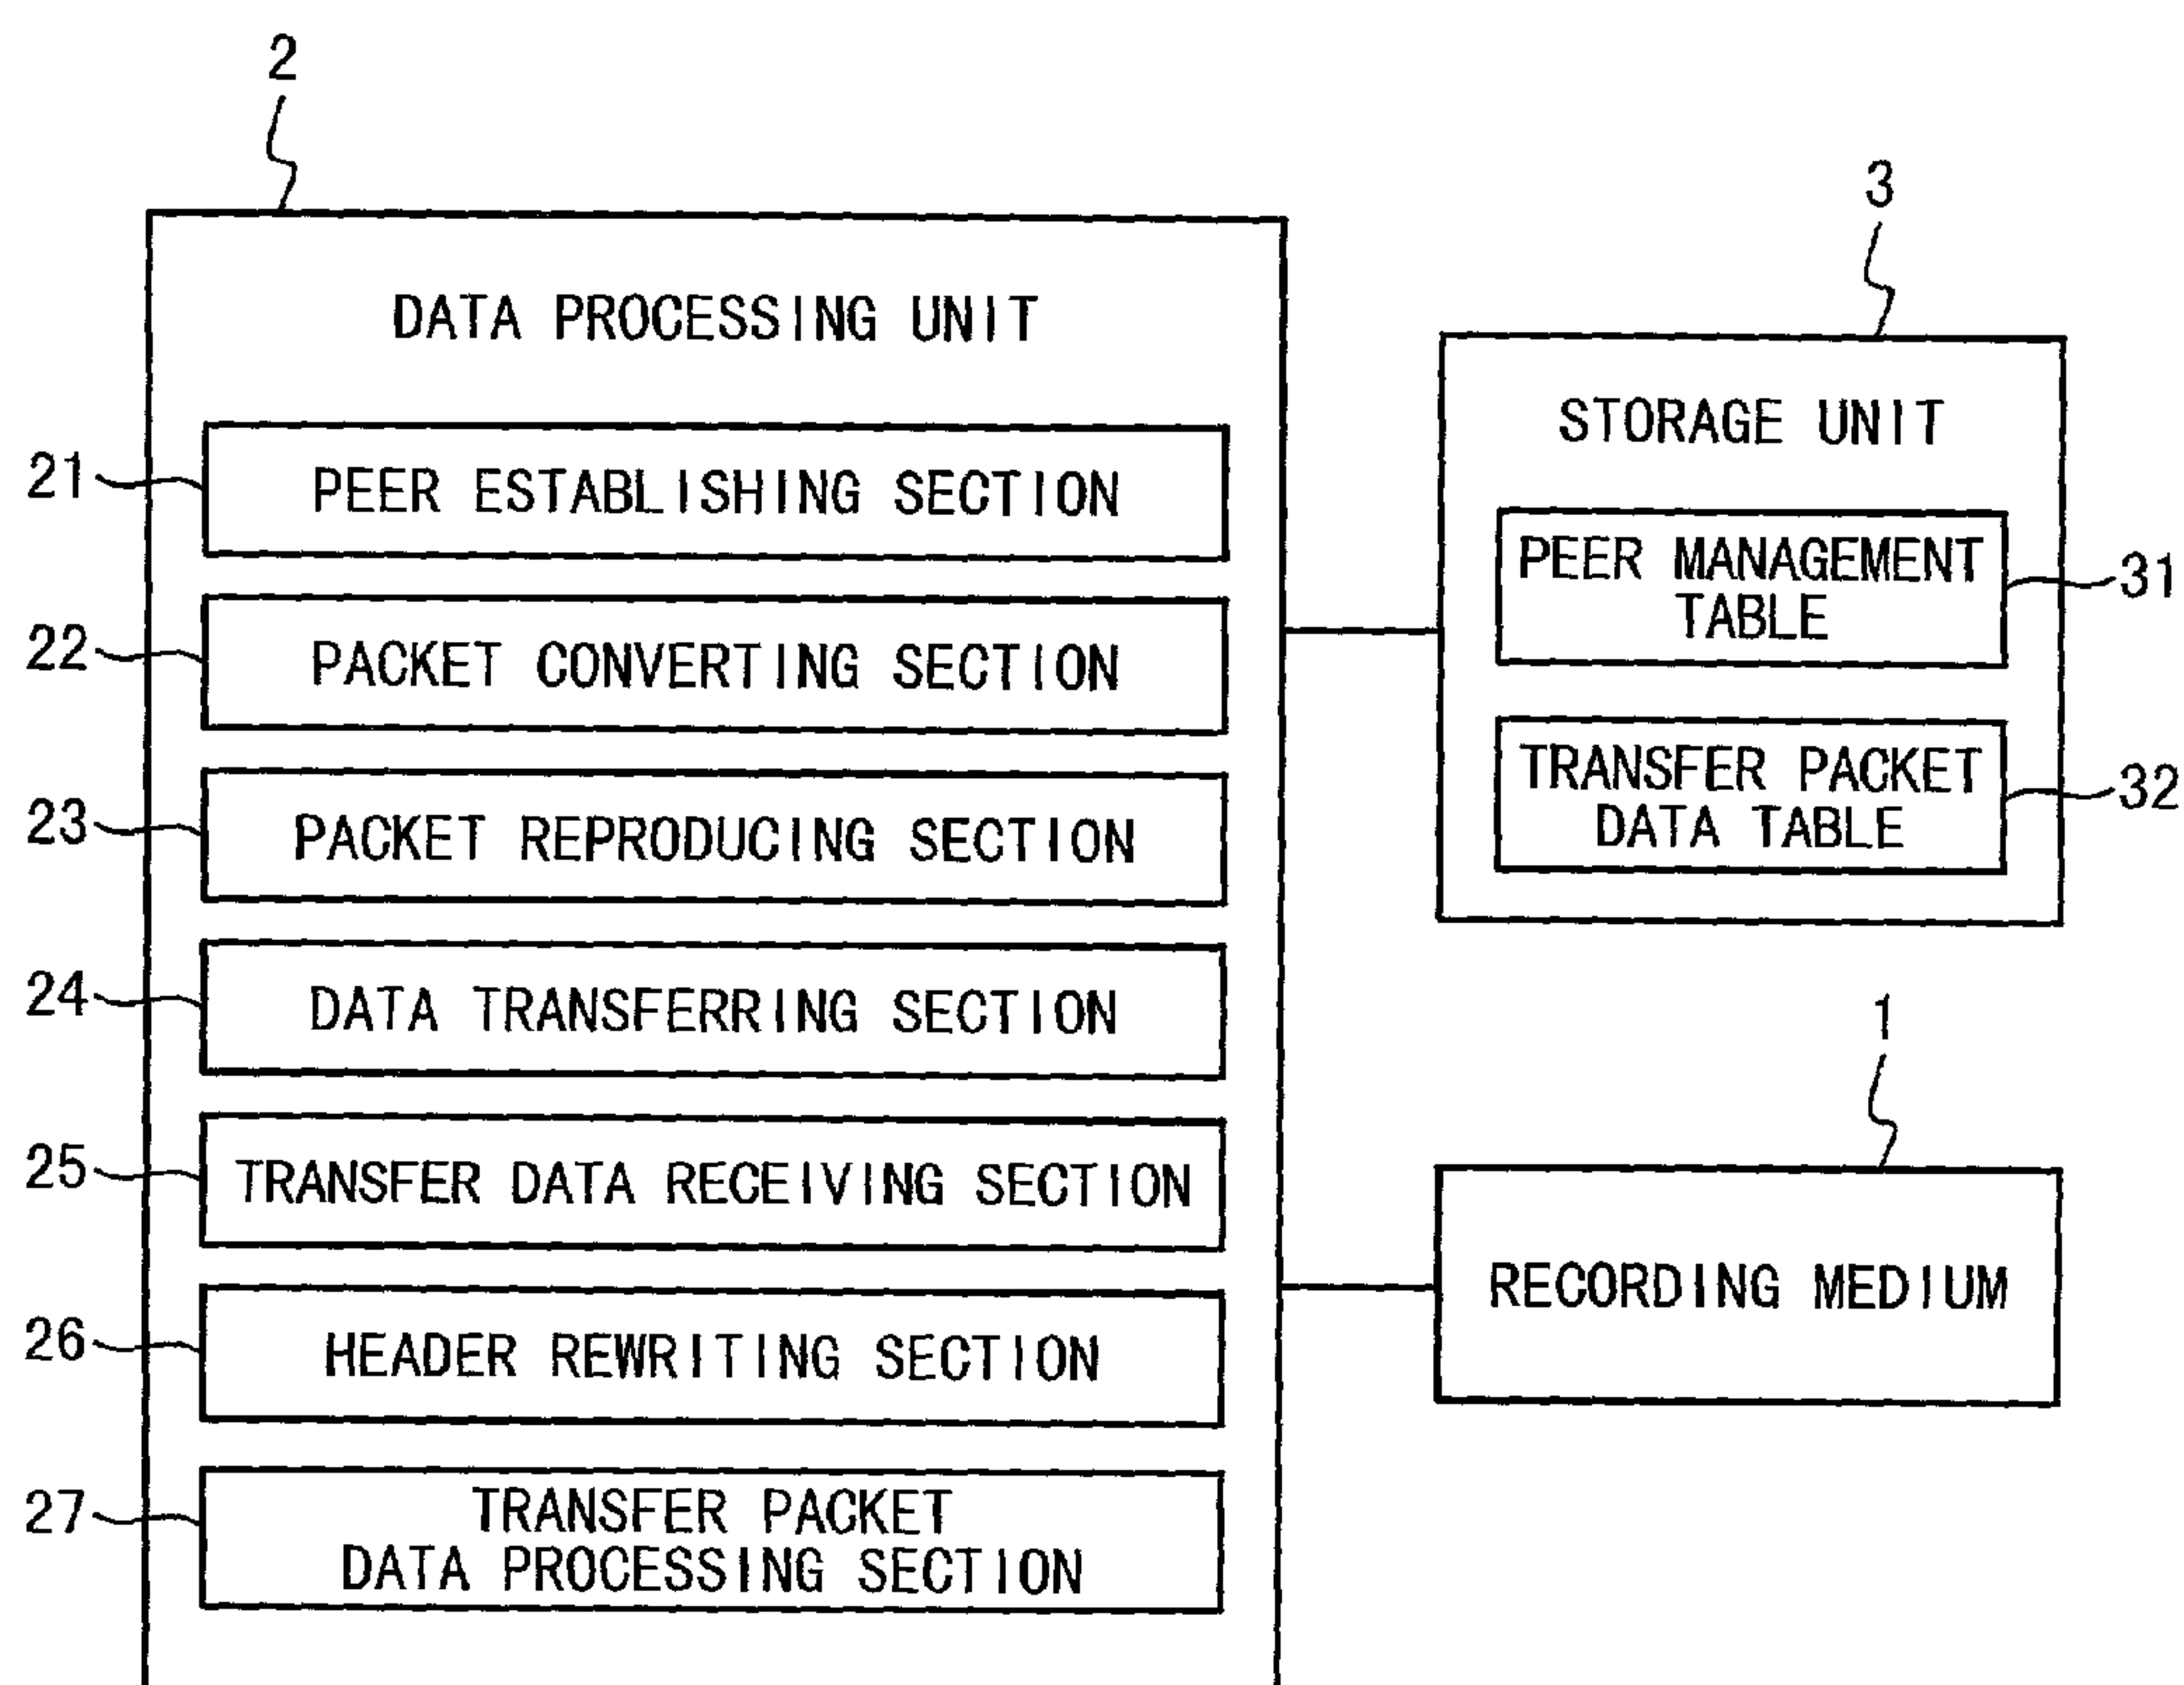 2
DATA PROCESSING UNIT
21
PEER ESTABLISHING SECTION
22
PACKET CONVERTING SECTION
23
PACKET REPRODUCING SECTION
24
DATA TRANSFERRING SECTION
25
TRANSFER DATA RECEIVING SECTION
26
HEADER REWRITING SECTION
27
TRANSFER PACKET
DATA PROCESSING SECTION
3
STORAGE UNIT
PEER MANAGEMENT
TABLE
31
TRANSFER PACKET
DATA TABLE
32
1
RECORDING MEDIUM